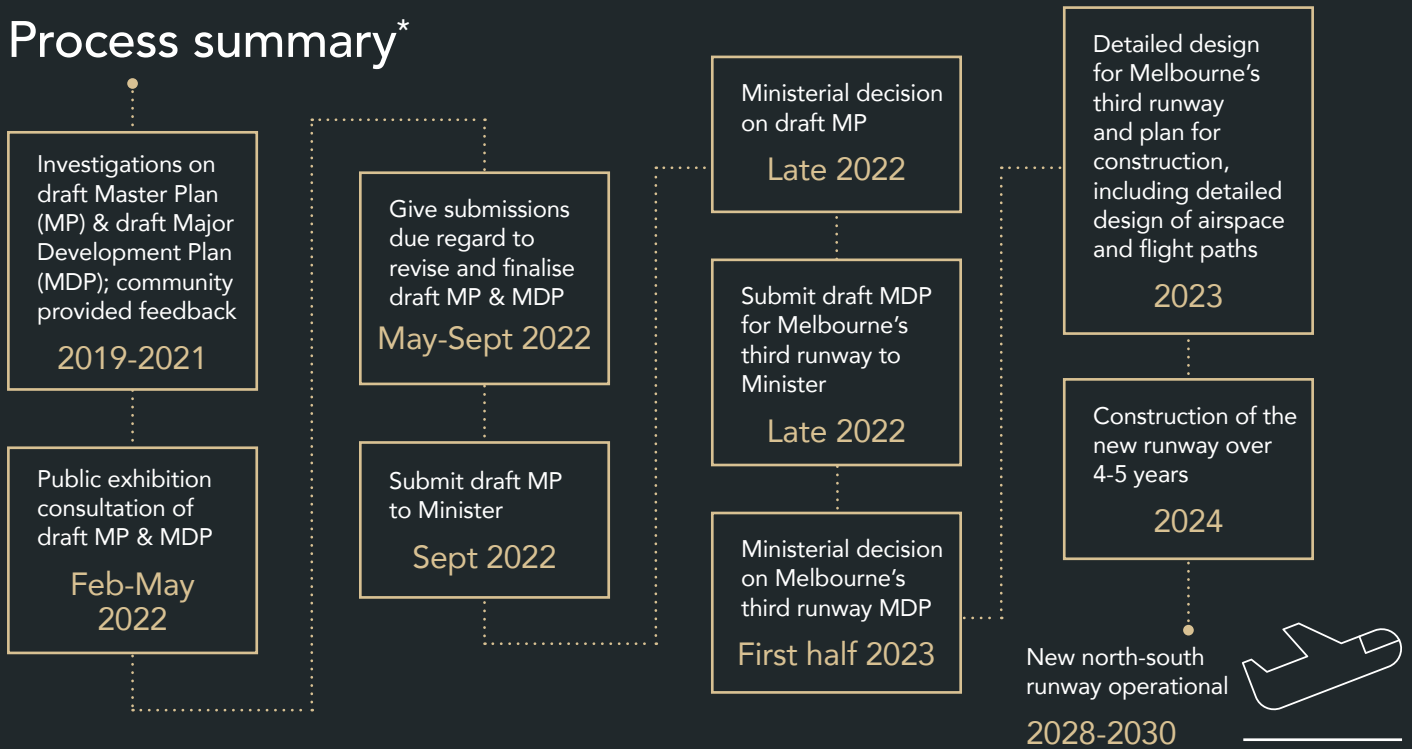 Process summary*
Investigations on
draft Master Plan
(MP) & draft Major
Development Plan
(MDP); community
provided feedback
2019-2021
Public exhibition
consultation of
draft MP & MDP
Feb-May
2022
Give submissions
due regard to
revise and finalise
draft MP & MDP
May-Sept 2022
Submit draft MP
to Minister
Sept 2022
Ministerial decision
on draft MP
Late 2022
Submit draft MDP
for Melbourne’s
third runway to
Minister
Late 2022
Ministerial decision
on Melbourne’s
third runway MDP
First half 2023
Detailed design
for Melbourne’s
third runway
and plan for
construction,
including detailed
design of airspace
and flight paths
2023
Construction of the
new runway over
4-5 years
2024
New north-south
runway operational
2028-2030